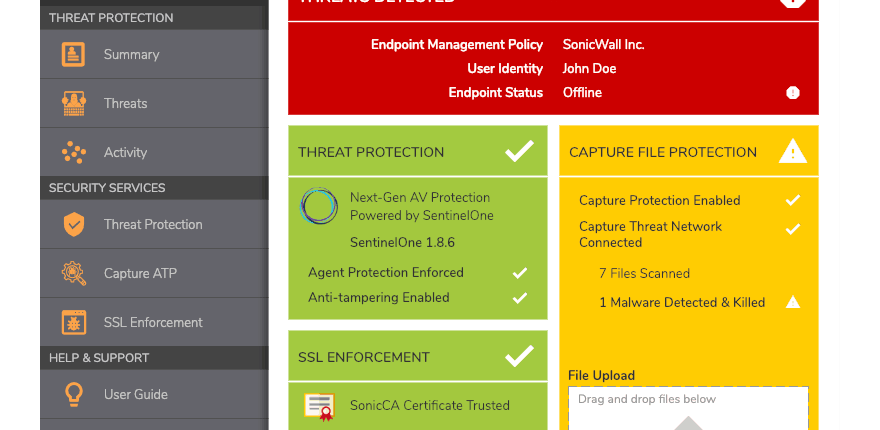 THREAT PROTECTION
Summary
Threats
Activity
SECURITY SERVICES
Threat Protection
Capture ATP
SSL Enforcement
HELP & SUPPORT
User Guide
THREATS DETECTED
Endpoint Management Policy SonicWall Inc.
User Identity John Doe
Endpoint Status Offline
THREAT PROTECTION
Next-Gen AV Protection
Powered by SentinelOne
SentinelOne 1.8.6
Agent Protection Enforced
Anti-tampering Enabled
SSL ENFORCEMENT
SonicCA Certificate Trusted
CAPTURE FILE PROTECTION
Capture Protection Enabled
Capture Threat Network
Connected
7 Files Scanned
1 Malware Detected & Killed
File Upload
Drag and drop files below